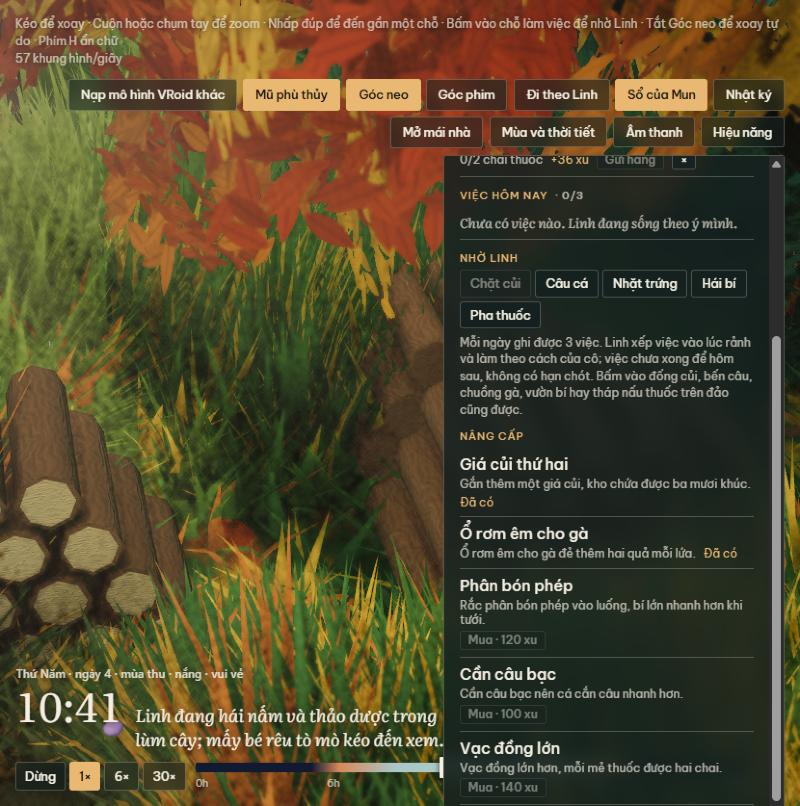 Kéo để xoay · Cuộn hoặc chụm tay để zoom · Nhấp đúp để đến gần một chỗ · Bấm vào chỗ làm việc để nhờ Linh · Tắt Góc neo để xoay tự
do · Phím H ẩn chữ
57 khung hình/giây
Nạp mô hình VRoid khác
Mũ phù thủy
Góc neo
Góc phim
Đi theo Linh
Sổ của Mun
Nhật ký
Mở mái nhà
Mùa và thời tiết
Âm thanh
Hiệu năng
0/2 chai thuốc +36 xu Gửi hàng ×
VIỆC HÔM NAY · 0/3
Chưa có việc nào. Linh đang sống theo ý mình.
NHỜ LINH
Chặt củi
Câu cá
Nhặt trứng
Hái bí
Pha thuốc
Mỗi ngày ghi được 3 việc. Linh xếp việc vào lúc rảnh
và làm theo cách của cô; việc chưa xong để hôm
sau, không có hạn chót. Bấm vào đống củi, bến câu,
chuồng gà, vườn bí hay tháp nấu thuốc trên đảo
cũng được.
NÂNG CẤP
Giá củi thứ hai
Gắn thêm một giá củi, kho chứa được ba mươi khúc.
Đã có
Ổ rơm êm cho gà
Ổ rơm êm cho gà đẻ thêm hai quả mỗi lứa. Đã có
Phân bón phép
Rắc phân bón phép vào luống, bí lớn nhanh hơn khi
tưới.
Mua · 120 xu
Cần câu bạc
Cần câu bạc nên cá cắn câu nhanh hơn.
Mua · 100 xu
Vạc đồng lớn
Vạc đồng lớn hơn, mỗi mẻ thuốc được hai chai.
Mua · 140 xu
Thứ Năm · ngày 4 · mùa thu · nắng · vui vẻ
10:41
Linh đang hái nấm và thảo dược trong
lùm cây; mấy bé rêu tò mò kéo đến xem.
Dừng
1×
6×
30×
0h
6h